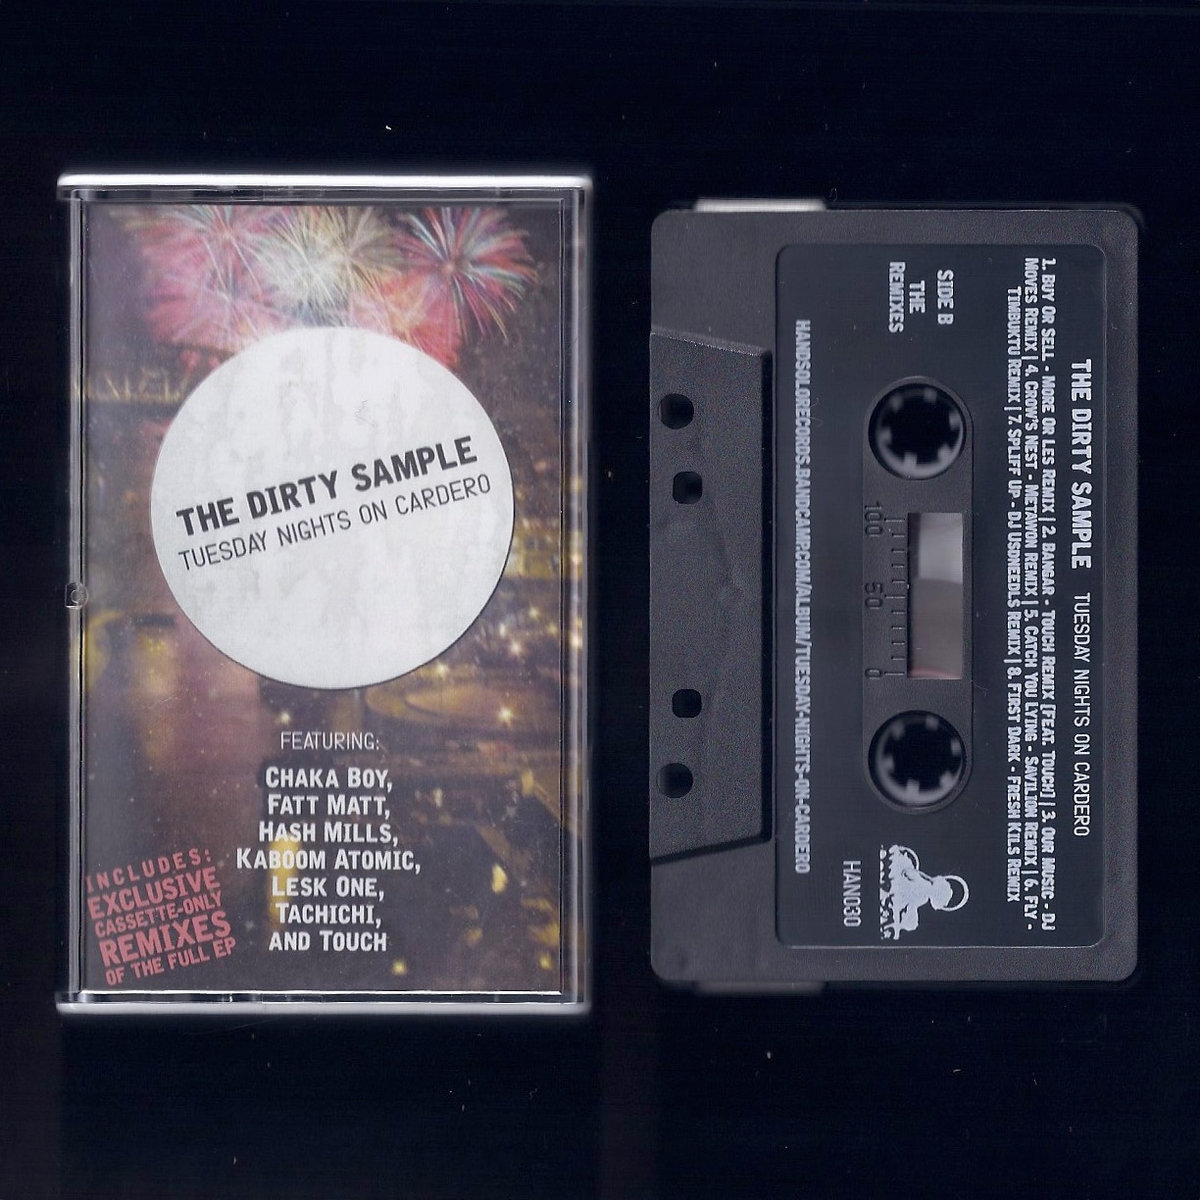 THE DIRTY SAMPLE
TUESDAY NIGHTS ON CARDERO
FEATURING:
CHAKA BOY,
FATT MATT,
HASH MILLS,
KABOOM ATOMIC,
LESK ONE,
TACHICHI,
AND TOUCH
INCLUDES:
EXCLUSIVE
CASSETTE-ONLY
REMIXES
OF THE FULL EP
THE DIRTY SAMPLE TUESDAY NIGHTS ON CARDERO
1. BUY OR SELL - MORE OR LES REMIX | 2. BANGAR - TOUCH REMIX [FEAT. TOUCH] | 3. OUR MUSIC - DJ
MOVES REMIX | 4. CROW'S NEST - METAWON REMIX | 5. CATCH YOU LYING - SAVILION REMIX | 6. FLY -
TIMBUKTU REMIX | 7. SPLIFF UP - DJ USDNEEDLS REMIX | 8. FIRST DARK - FRESH KILS REMIX
SIDE B
THE
REMIXES
100 50 0
HAN030
HANDSOLORECORDS.BANDCAMP.COM/ALBUM/TUESDAY-NIGHTS-ON-CARDERO